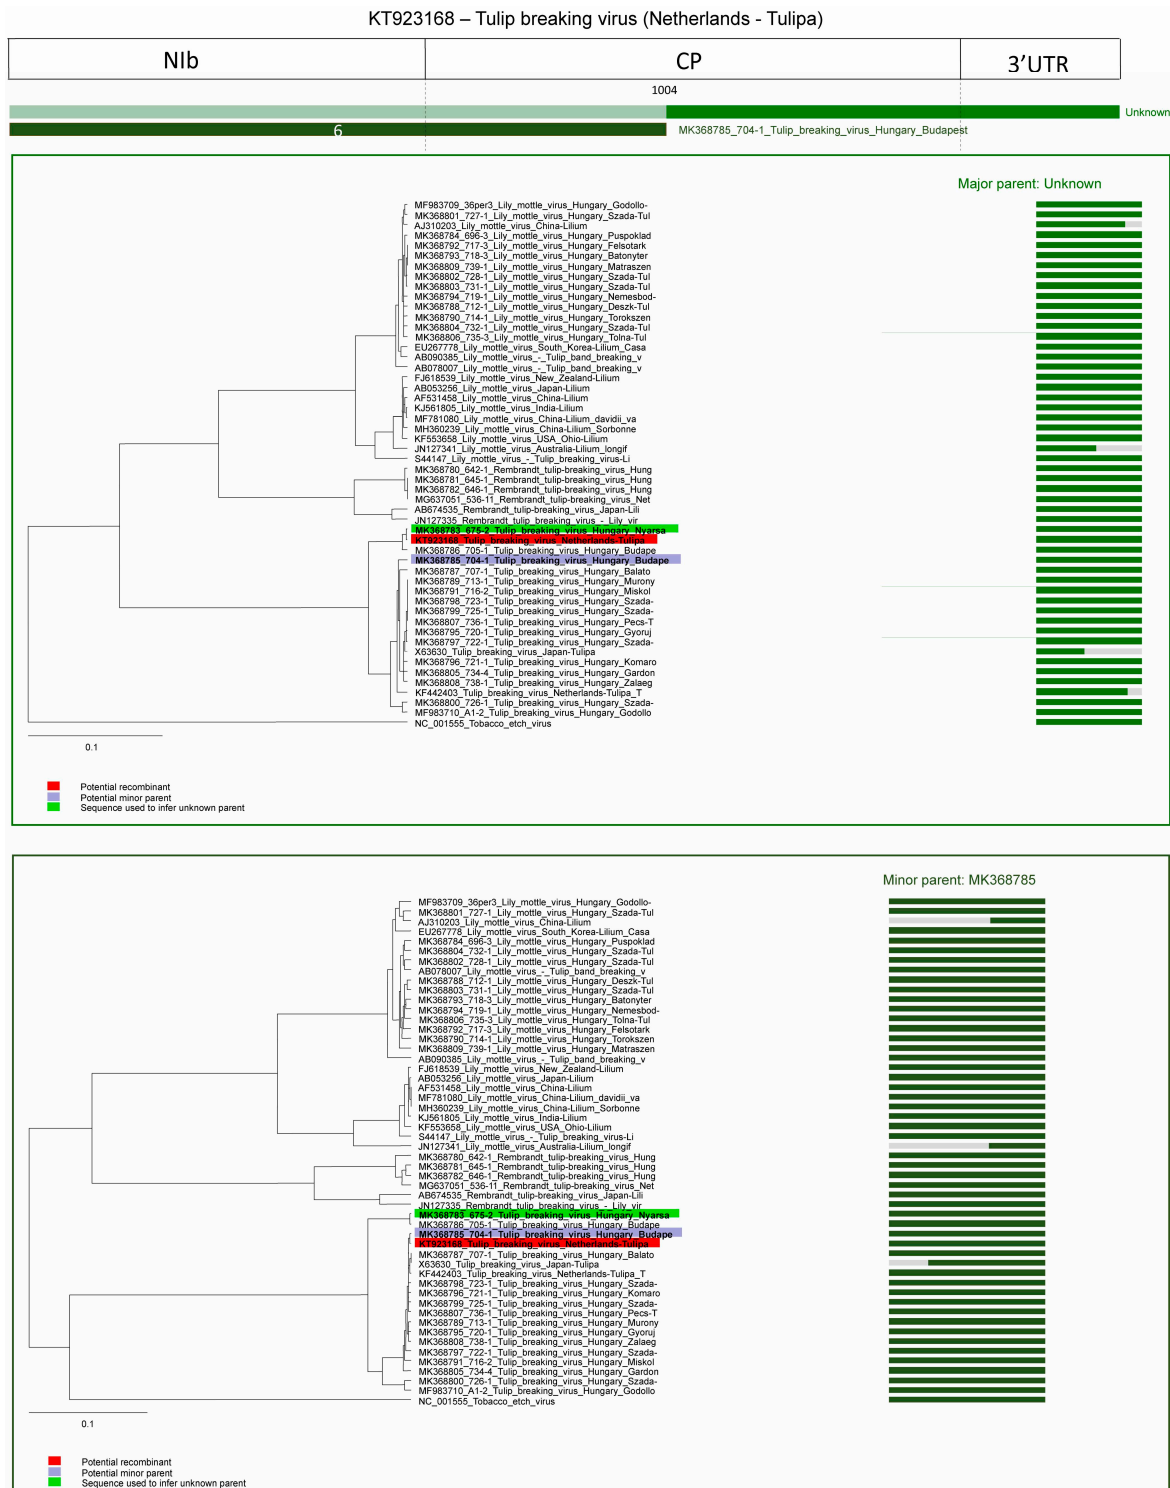 KT923168 – Tulip breaking virus (Netherlands - Tulipa)
NIb
CP
3'UTR
1004
Unknown
6
MK368785_704-1_Tulip_breaking_virus_Hungary_Budapest
Major parent: Unknown
MF983709_36per3_Lily_mottle_virus_Hungary_Godollo-
MK368801_727-1_Lily_mottle_virus_Hungary_Szada-Tul
AJ310203_Lily_mottle_virus_China-Lilium
MK368784_696-3_Lily_mottle_virus_Hungary_Puspoklad
MK368792_717-3_Lily_mottle_virus_Hungary_Felsotark
MK368793_718-3_Lily_mottle_virus_Hungary_Batonyter
MK368809_739-1_Lily_mottle_virus_Hungary_Matraszen
MK368802_728-1_Lily_mottle_virus_Hungary_Szada-Tul
MK368803_731-1_Lily_mottle_virus_Hungary_Szada-Tul
MK368794_719-1_Lily_mottle_virus_Hungary_Nemesbod-
MK368788_712-1_Lily_mottle_virus_Hungary_Deszk-Tul
MK368790_714-1_Lily_mottle_virus_Hungary_Torokszen
MK368804_732-1_Lily_mottle_virus_Hungary_Szada-Tul
MK368806_735-3_Lily_mottle_virus_Hungary_Tolna-Tul
EU267778_Lily_mottle_virus_South_Korea-Lilium_Casa
AB090385_Lily_mottle_virus_-_Tulip_band_breaking_v
AB078007_Lily_mottle_virus_-_Tulip_band_breaking_v
FJ618539_Lily_mottle_virus_New_Zealand-Lilium
AB053256_Lily_mottle_virus_Japan-Lilium
AF531458_Lily_mottle_virus_China-Lilium
KJ561805_Lily_mottle_virus_India-Lilium
MF781080_Lily_mottle_virus_China-Lilium_davidii_va
MH360239_Lily_mottle_virus_China-Lilium_Sorbonne
KF553658_Lily_mottle_virus_USA_Ohio-Lilium
JN127341_Lily_mottle_virus_Australia-Lilium_longif
S44147_Lily_mottle_virus_-_Tulip_breaking_virus-Li
MK368780_642-1_Rembrandt_tulip-breaking_virus_Hung
MK368781_645-1_Rembrandt_tulip-breaking_virus_Hung
MK368782_646-1_Rembrandt_tulip-breaking_virus_Hung
MG637051_536-11_Rembrandt_tulip-breaking_virus_Net
AB674535_Rembrandt_tulip-breaking_virus_Japan-Lili
JN127335_Rembrandt_tulip_breaking_virus_-_Lily_vir
MK368783_675-2_Tulip_breaking_virus_Hungary_Nyarsa
KT923168_Tulip_breaking_virus_Netherlands-Tulipa
MK368786_705-1_Tulip_breaking_virus_Hungary_Budape
MK368785_704-1_Tulip_breaking_virus_Hungary_Budape
MK368787_707-1_Tulip_breaking_virus_Hungary_Balato
MK368789_713-1_Tulip_breaking_virus_Hungary_Murony
MK368791_716-2_Tulip_breaking_virus_Hungary_Miskol
MK368798_723-1_Tulip_breaking_virus_Hungary_Szada-
MK368799_725-1_Tulip_breaking_virus_Hungary_Szada-
MK368807_736-1_Tulip_breaking_virus_Hungary_Pecs-T
MK368795_720-1_Tulip_breaking_virus_Hungary_Gyoruj
MK368797_722-1_Tulip_breaking_virus_Hungary_Szada-
X63630_Tulip_breaking_virus_Japan-Tulipa
MK368796_721-1_Tulip_breaking_virus_Hungary_Komaro
MK368805_734-4_Tulip_breaking_virus_Hungary_Gardon
MK368808_738-1_Tulip_breaking_virus_Hungary_Zalaeg
KF442403_Tulip_breaking_virus_Netherlands-Tulipa_T
MK368800_726-1_Tulip_breaking_virus_Hungary_Szada-
MF983710_A1-2_Tulip_breaking_virus_Hungary_Godollo
NC_001555_Tobacco_etch_virus
0.1
Potential recombinant
Potential minor parent
Sequence used to infer unknown parent
Minor parent: MK368785
MF983709_36per3_Lily_mottle_virus_Hungary_Godollo-
MK368801_727-1_Lily_mottle_virus_Hungary_Szada-Tul
AJ310203_Lily_mottle_virus_China-Lilium
EU267778_Lily_mottle_virus_South_Korea-Lilium_Casa
MK368784_696-3_Lily_mottle_virus_Hungary_Puspoklad
MK368804_732-1_Lily_mottle_virus_Hungary_Szada-Tul
MK368802_728-1_Lily_mottle_virus_Hungary_Szada-Tul
AB078007_Lily_mottle_virus_-_Tulip_band_breaking_v
MK368788_712-1_Lily_mottle_virus_Hungary_Deszk-Tul
MK368803_731-1_Lily_mottle_virus_Hungary_Szada-Tul
MK368793_718-3_Lily_mottle_virus_Hungary_Batonyter
MK368794_719-1_Lily_mottle_virus_Hungary_Nemesbod-
MK368806_735-3_Lily_mottle_virus_Hungary_Tolna-Tul
MK368792_717-3_Lily_mottle_virus_Hungary_Felsotark
MK368790_714-1_Lily_mottle_virus_Hungary_Torokszen
MK368809_739-1_Lily_mottle_virus_Hungary_Matraszen
AB090385_Lily_mottle_virus_-_Tulip_band_breaking_v
FJ618539_Lily_mottle_virus_New_Zealand-Lilium
AB053256_Lily_mottle_virus_Japan-Lilium
AF531458_Lily_mottle_virus_China-Lilium
MF781080_Lily_mottle_virus_China-Lilium_davidii_va
MH360239_Lily_mottle_virus_China-Lilium_Sorbonne
KJ561805_Lily_mottle_virus_India-Lilium
KF553658_Lily_mottle_virus_USA_Ohio-Lilium
S44147_Lily_mottle_virus_-_Tulip_breaking_virus-Li
JN127341_Lily_mottle_virus_Australia-Lilium_longif
MK368780_642-1_Rembrandt_tulip-breaking_virus_Hung
MK368781_645-1_Rembrandt_tulip-breaking_virus_Hung
MK368782_646-1_Rembrandt_tulip-breaking_virus_Hung
MG637051_536-11_Rembrandt_tulip-breaking_virus_Net
AB674535_Rembrandt_tulip-breaking_virus_Japan-Lili
JN127335_Rembrandt_tulip_breaking_virus_-_Lily_vir
MK368783_675-2_Tulip_breaking_virus_Hungary_Nyarsa
MK368786_705-1_Tulip_breaking_virus_Hungary_Budape
MK368785_704-1_Tulip_breaking_virus_Hungary_Budape
KT923168_Tulip_breaking_virus_Netherlands-Tulipa
MK368787_707-1_Tulip_breaking_virus_Hungary_Balato
X63630_Tulip_breaking_virus_Japan-Tulipa
KF442403_Tulip_breaking_virus_Netherlands-Tulipa_T
MK368798_723-1_Tulip_breaking_virus_Hungary_Szada-
MK368796_721-1_Tulip_breaking_virus_Hungary_Komaro
MK368799_725-1_Tulip_breaking_virus_Hungary_Szada-
MK368807_736-1_Tulip_breaking_virus_Hungary_Pecs-T
MK368789_713-1_Tulip_breaking_virus_Hungary_Murony
MK368795_720-1_Tulip_breaking_virus_Hungary_Gyoruj
MK368808_738-1_Tulip_breaking_virus_Hungary_Zalaeg
MK368797_722-1_Tulip_breaking_virus_Hungary_Szada-
MK368791_716-2_Tulip_breaking_virus_Hungary_Miskol
MK368805_734-4_Tulip_breaking_virus_Hungary_Gardon
MK368800_726-1_Tulip_breaking_virus_Hungary_Szada-
MF983710_A1-2_Tulip_breaking_virus_Hungary_Godollo
NC_001555_Tobacco_etch_virus
0.1
Potential recombinant
Potential minor parent
Sequence used to infer unknown parent